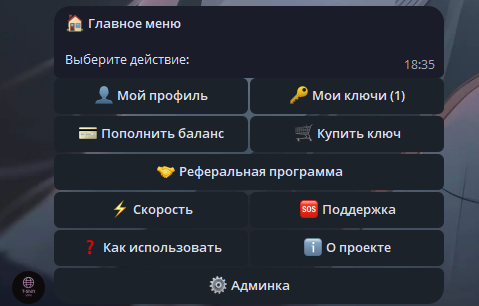 Главное меню
Выберите действие:
18:35
Мой профиль
Мои ключи (1)
Пополнить баланс
Купить ключ
Реферальная программа
Скорость
SOS Поддержка
Как использовать
О проекте
Админка